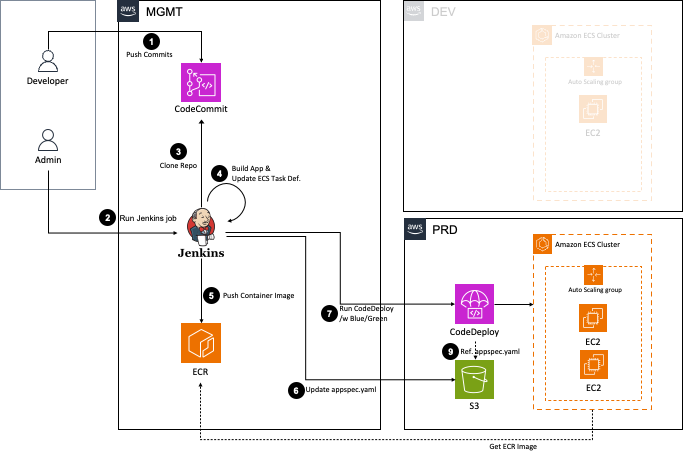 aws
MGMT
aws
DEV
1
Push Commits
Amazon ECS Cluster
Developer
Auto Scaling group
CodeCommit
EC2
Admin
3
Clone Repo
4
Build App &
Update ECS Task Def.
2
Run Jenkins job
aws
PRD
Jenkins
Amazon ECS Cluster
5
Push Container Image
Auto Scaling group
7
Run CodeDeploy
/w Blue/Green
CodeDeploy
EC2
9
Ref. appspec.yaml
ECR
6
Update appspec.yaml
EC2
S3
Get ECR Image